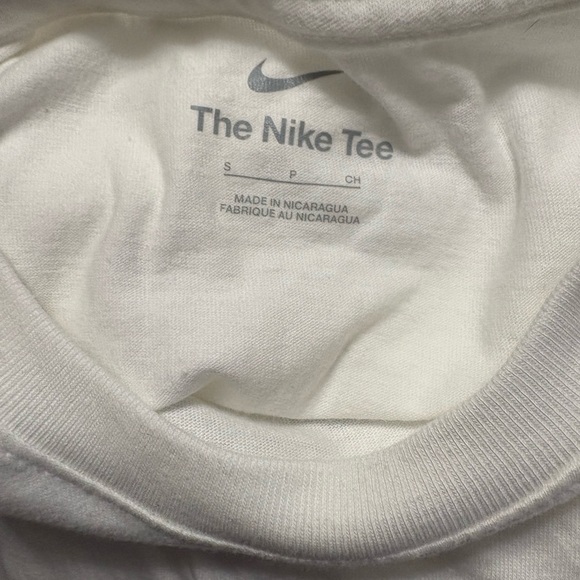 The Nike Tee
S P CH
MADE IN NICARAGUA
FABRIQUE AU NICARAGUA